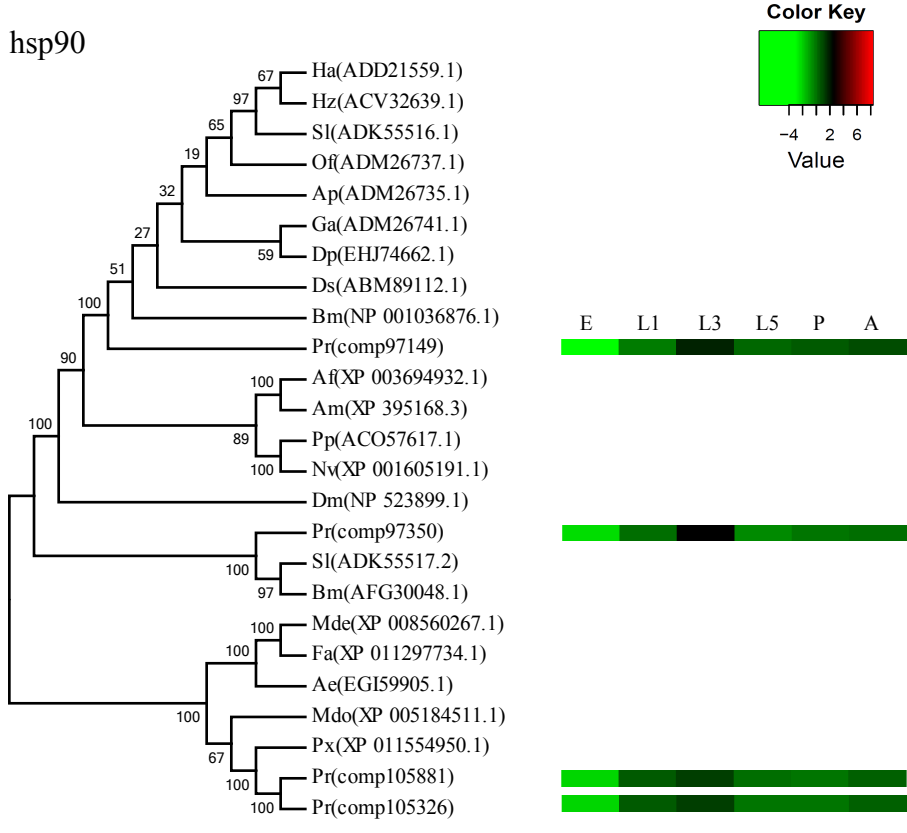 Color Key
−4 2 6
Value
hsp90
67 Ha(ADD21559.1)
97 Hz(ACV32639.1)
65 Sl(ADK55516.1)
19 Of(ADM26737.1)
32 Ap(ADM26735.1)
27 Ga(ADM26741.1)
59 Dp(EHJ74662.1)
51 Ds(ABM89112.1)
100 Bm(NP 001036876.1)
E L1 L3 L5 P A
90 Pr(comp97149)
100 Af(XP 003694932.1)
Am(XP 395168.3)
100 89 Pp(ACO57617.1)
100 Nv(XP 001605191.1)
Dm(NP 523899.1)
Pr(comp97350)
100 Sl(ADK55517.2)
97 Bm(AFG30048.1)
100 Mde(XP 008560267.1)
100 Fa(XP 011297734.1)
Ae(EGI59905.1)
100 Mdo(XP 005184511.1)
67 Px(XP 011554950.1)
100 Pr(comp105881)
100 Pr(comp105326)